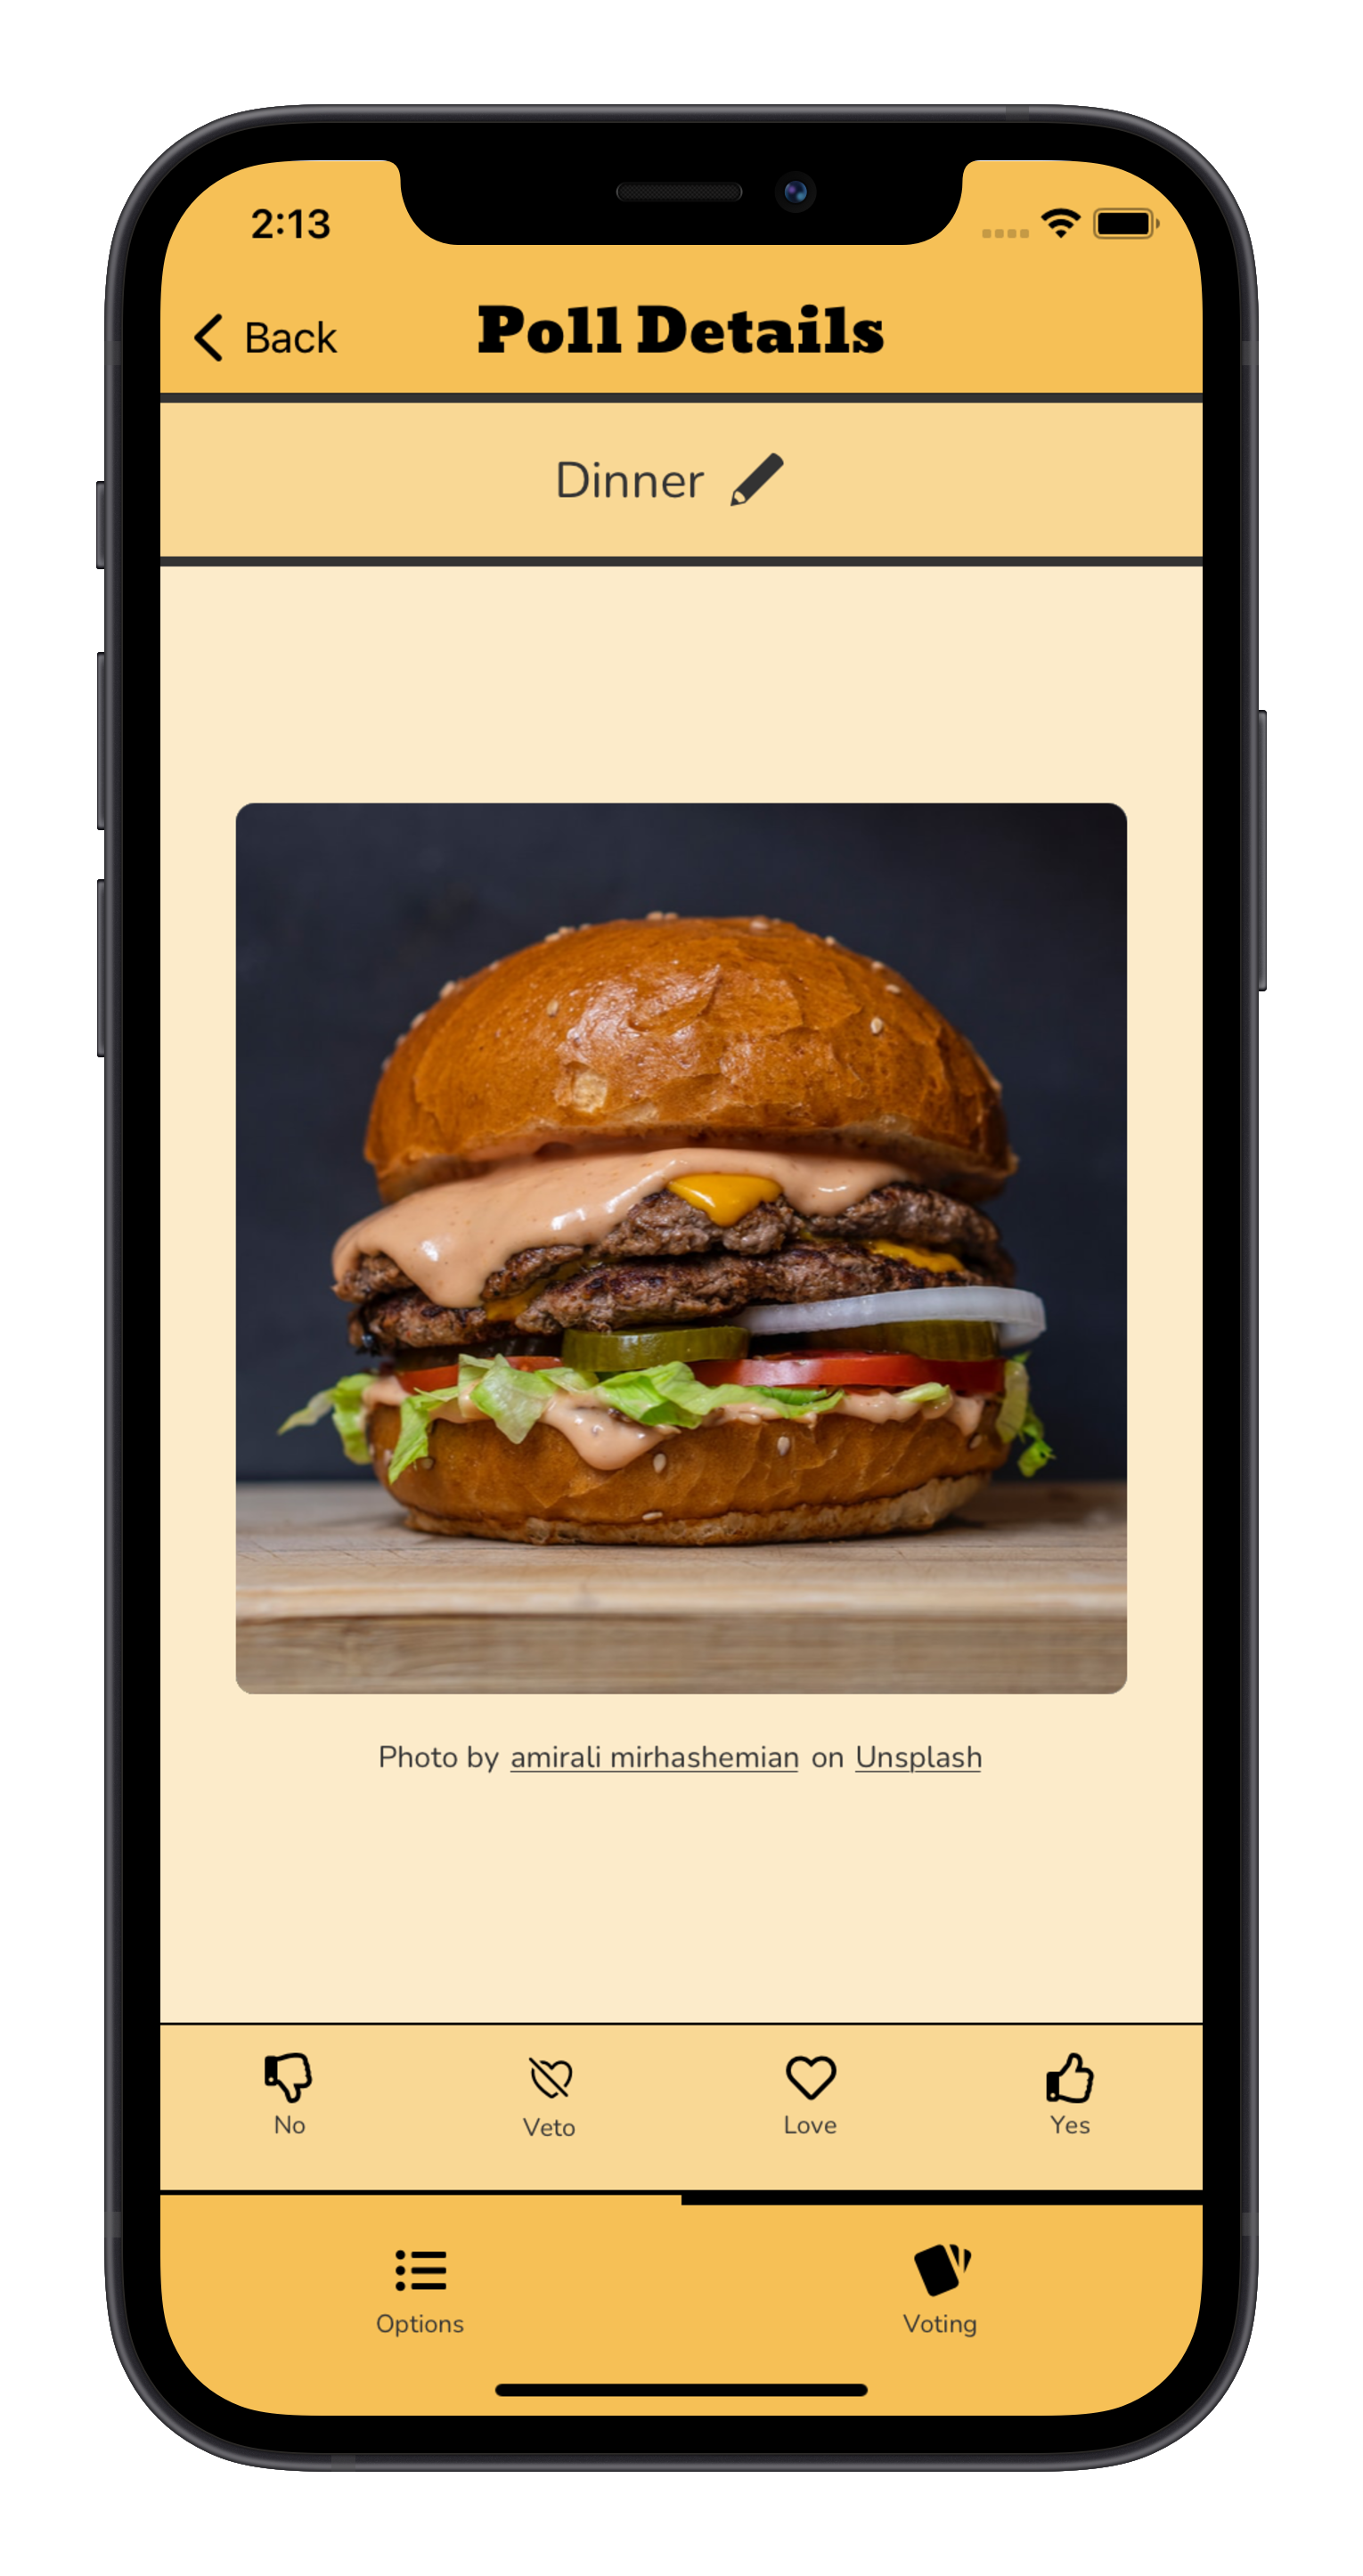 2:13
Back Poll Details
Dinner
Photo by amirali mirhashemian on Unsplash
No Veto Love Yes
Options Voting